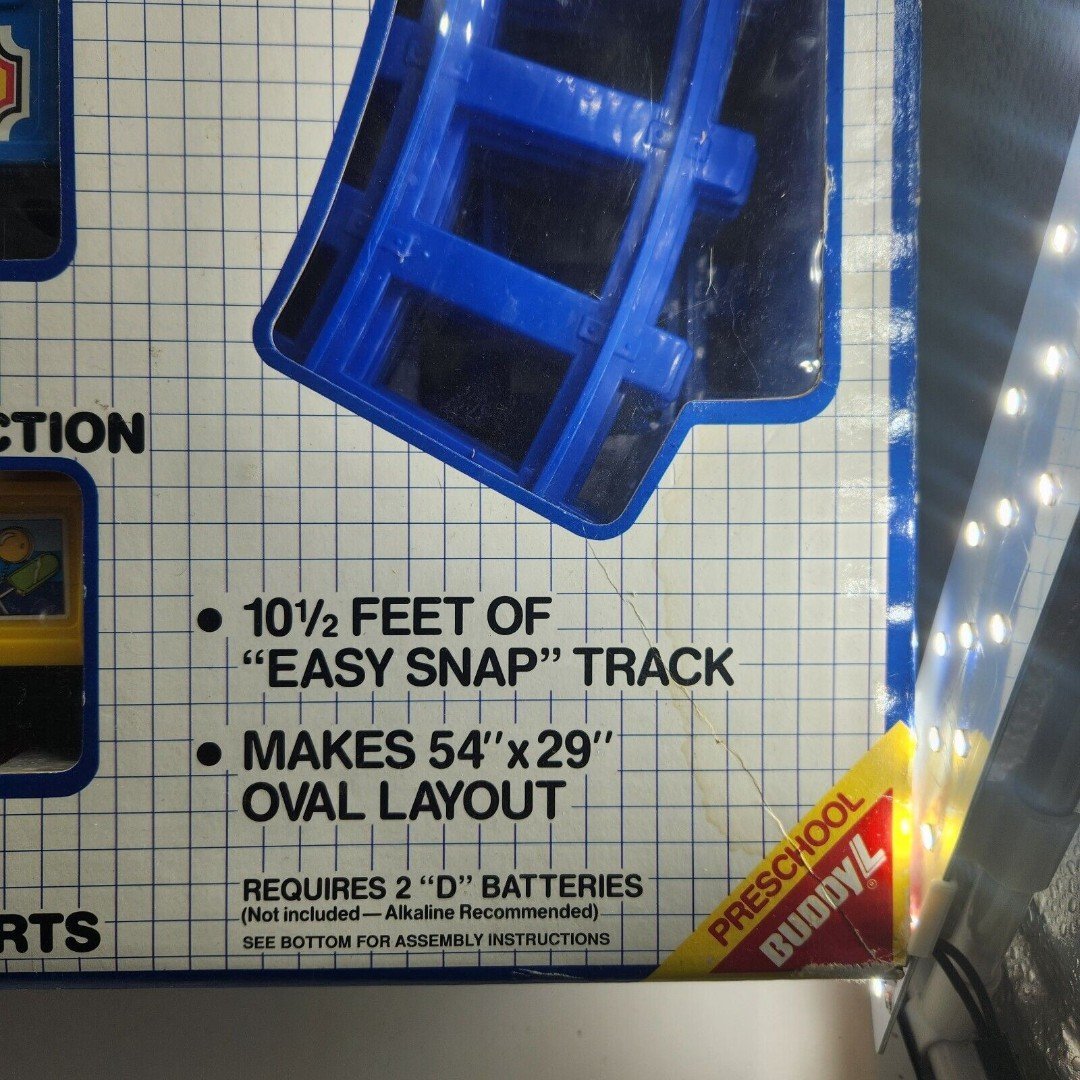 CTION
• 10½ FEET OF
“EASY SNAP” TRACK
• MAKES 54″ x 29″
OVAL LAYOUT
REQUIRES 2 “D” BATTERIES
(Not included — Alkaline Recommended)
SEE BOTTOM FOR ASSEMBLY INSTRUCTIONS
RTS
PRESCHOOL
BUDDY L®